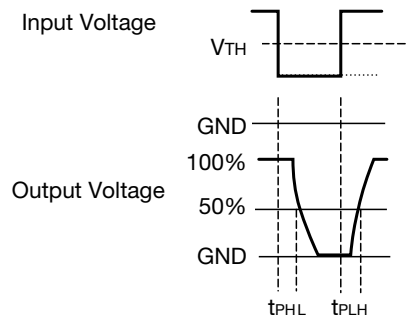 Input Voltage
VTH
GND
100%
Output Voltage
50%
GND
tPHL tPLH